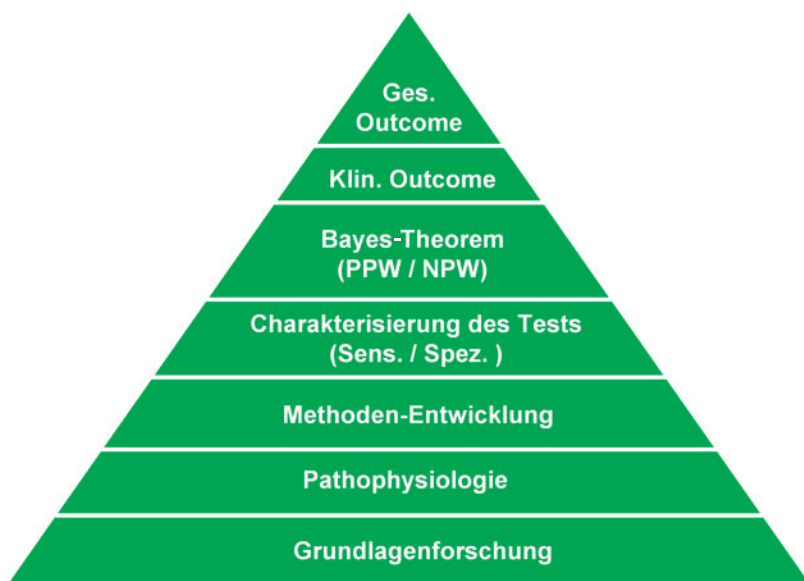 Ges.
Outcome
Klin. Outcome
Bayes-Theorem
(PPW / NPW)
Charakterisierung des Tests
(Sens. / Spez. )
Methoden-Entwicklung
Pathophysiologie
Grundlagenforschung